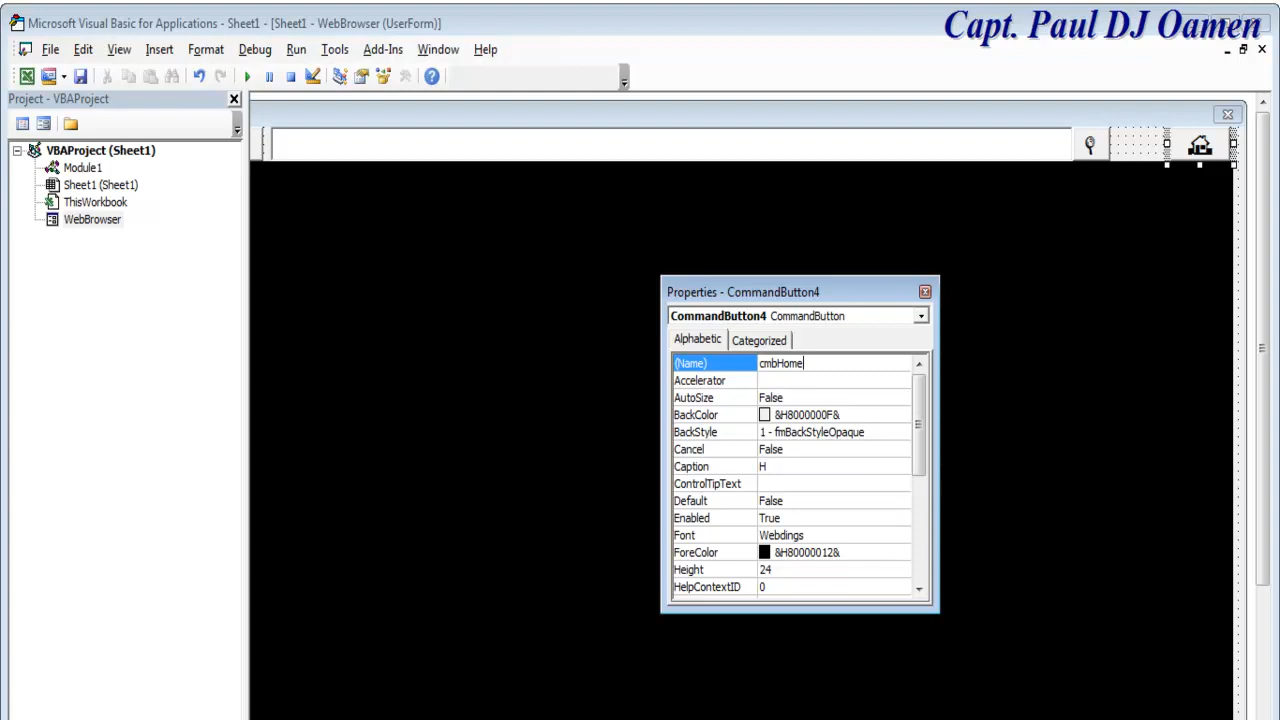 Microsoft Visual Basic for Applications - Sheet1 - [Sheet1 - WebBrowser (UserForm)]
Capt. Paul DJ Oamen
File Edit View Insert Format Debug Run Tools Add-Ins Window Help
Project - VBAProject
VBAProject (Sheet1)
Module1
Sheet1 (Sheet1)
ThisWorkbook
WebBrowser
Properties - CommandButton4
CommandButton4 CommandButton
Alphabetic Categorized
(Name) cmbHome
Accelerator
AutoSize False
BackColor &H8000000F&
BackStyle 1 - fmBackStyleOpaque
Cancel False
Caption H
ControlTipText
Default False
Enabled True
Font Webdings
ForeColor &H80000012&
Height 24
HelpContextID 0